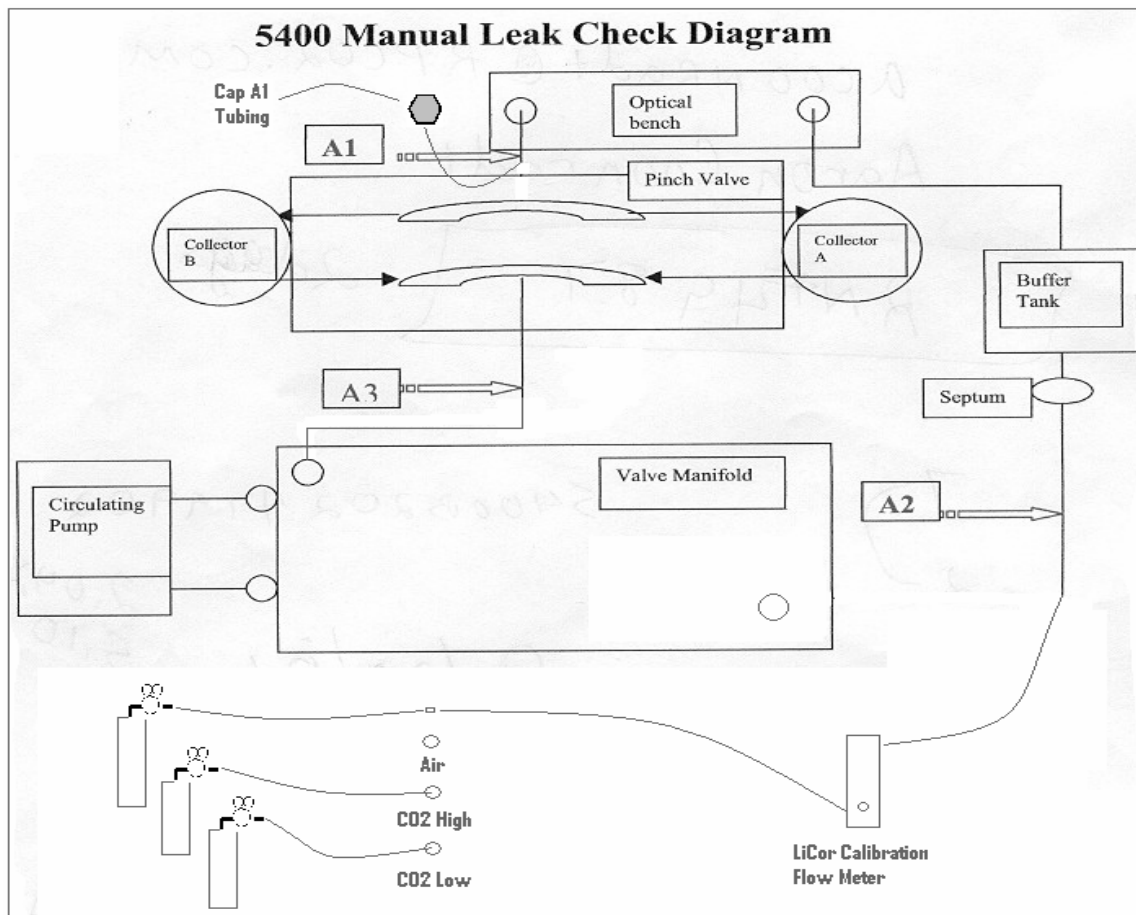 5400 Manual Leak Check Diagram
Cap A1
Tubing
Optical
bench
A1
Pinch Valve
Collector
B
Collector
A
Buffer
Tank
A3
Septum
Valve Manifold
Circulating
Pump
A2
Air
CO2 High
CO2 Low
LiCor Calibration
Flow Meter